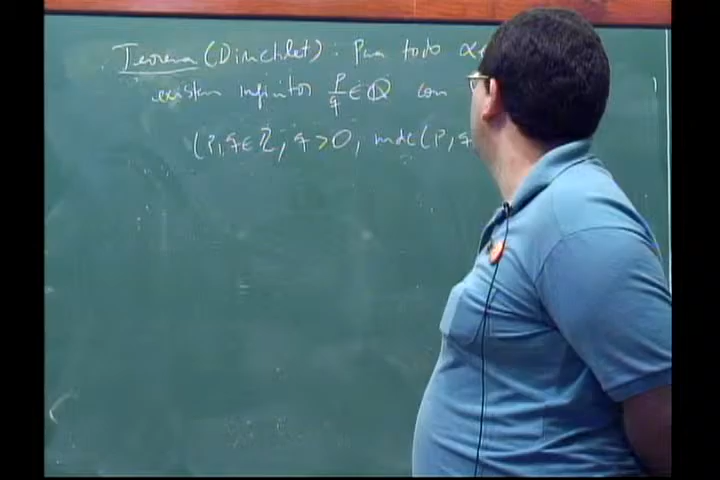 Teorema (Dirichlet): Para todo α
existem infinitos p/q ∈ ℚ com
(p, q ∈ ℤ, q > 0, mdc(p, q